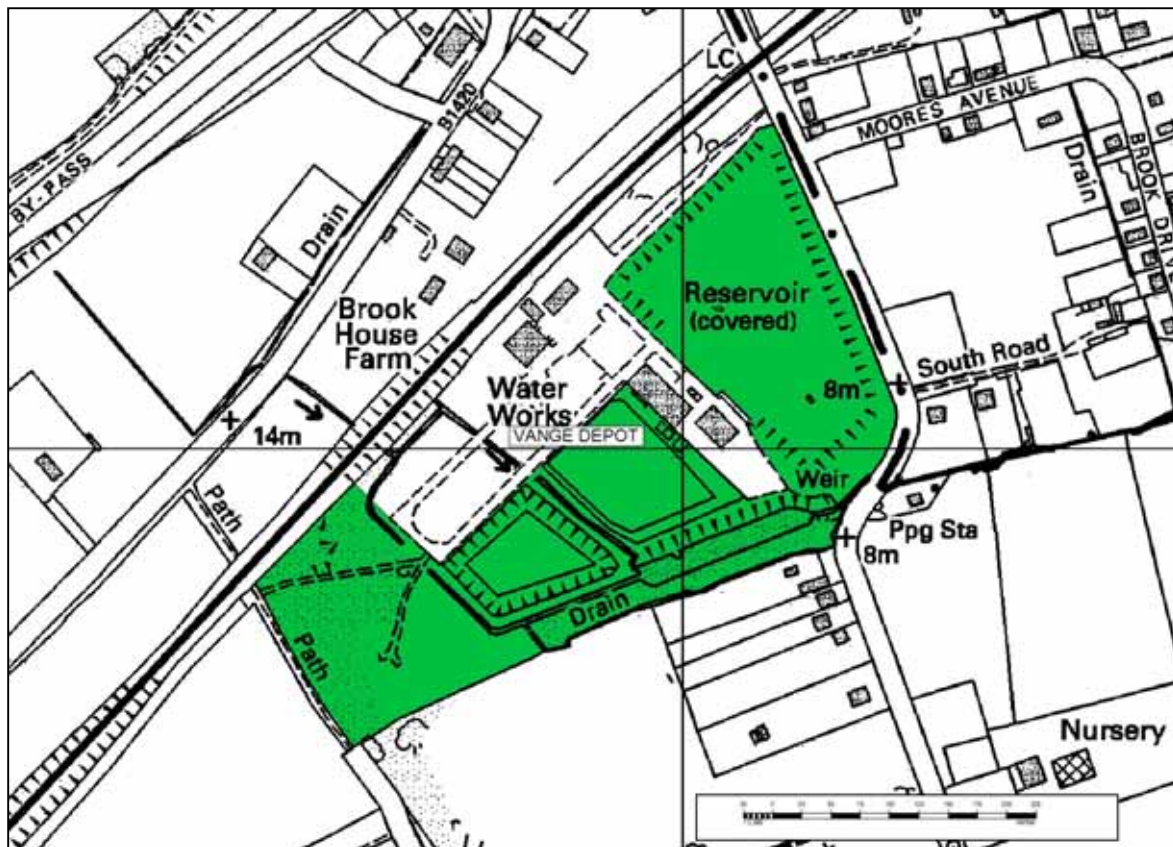 LC
MOORES AVENUE
BROOK DRIVE
Drain
B1420
BY-PASS
Drain
Brook
House
Farm
Reservoir
(covered)
South Road
8m
Water
Works
VANGE DEPOT
14m
Weir
Path
Ppg Sta
8m
Drain
Path
Nursery